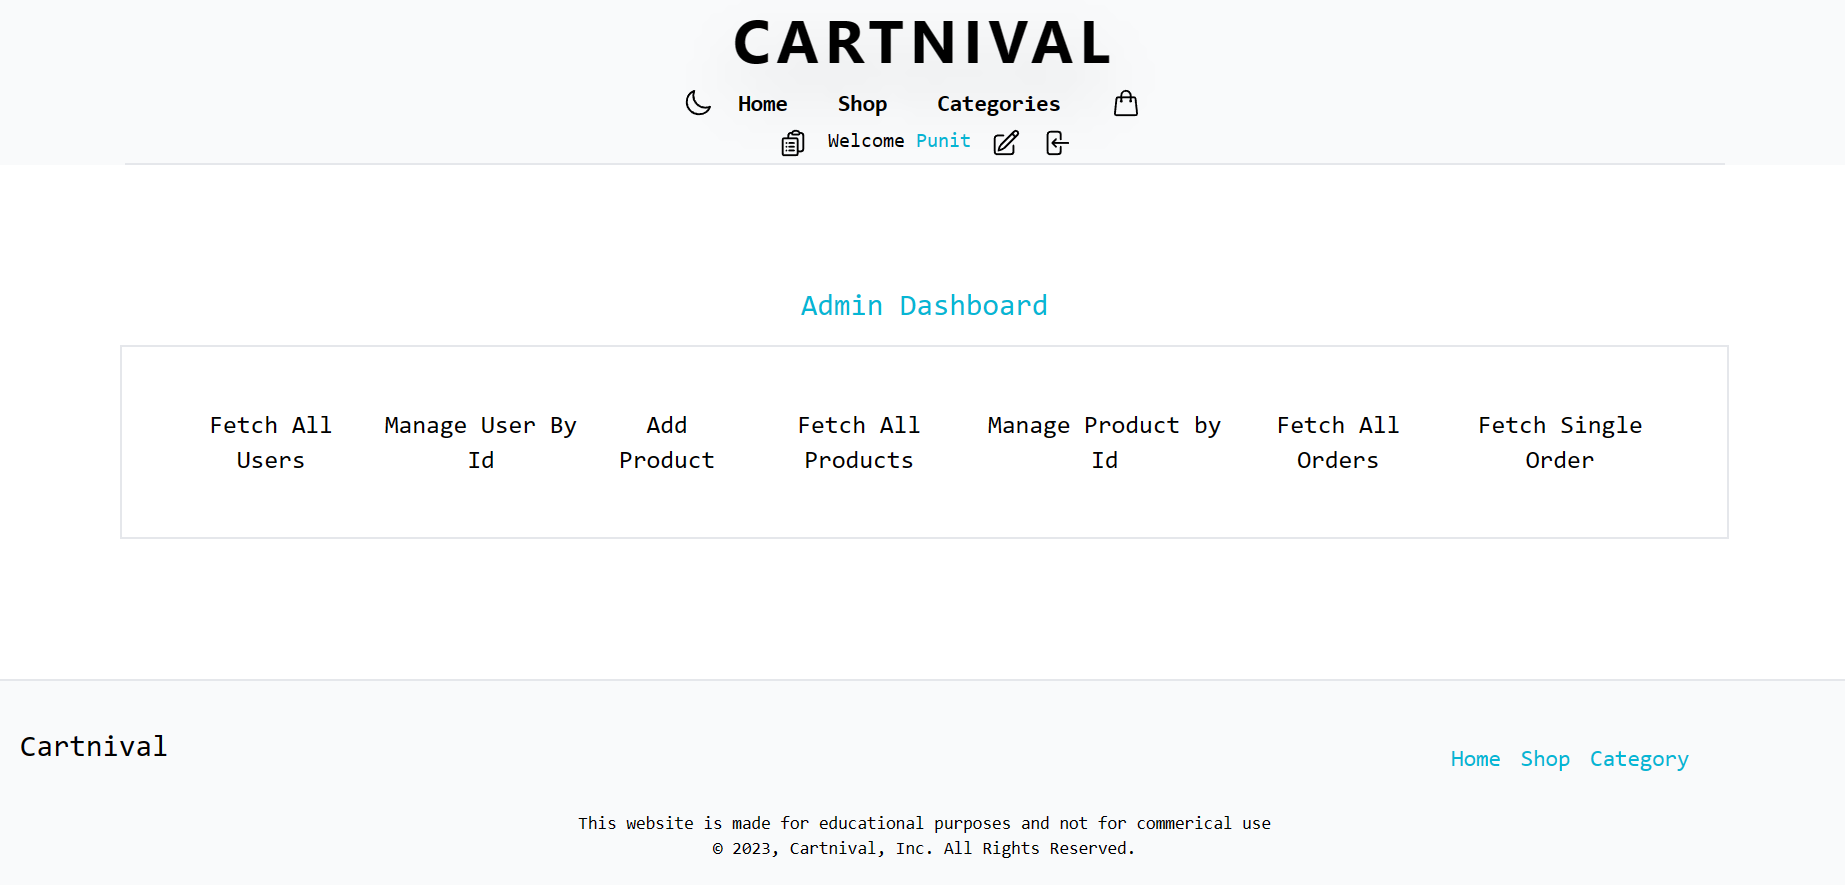 CARTNIVAL
Home Shop Categories
Welcome Punit
Admin Dashboard
Fetch All Users
Manage User By Id
Add Product
Fetch All Products
Manage Product by Id
Fetch All Orders
Fetch Single Order
Cartnival
Home Shop Category
This website is made for educational purposes and not for commerical use
© 2023, Cartnival, Inc. All Rights Reserved.